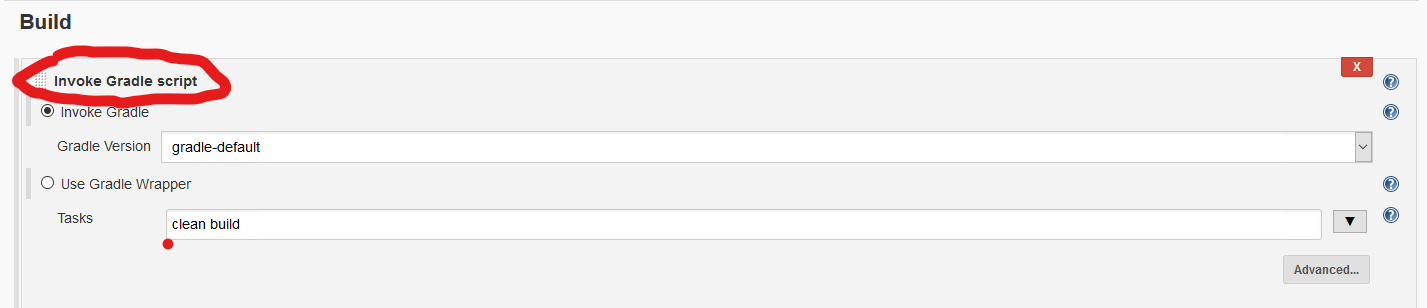 Build
Invoke Gradle script
X
Invoke Gradle
Gradle Version gradle-default
Use Gradle Wrapper
Tasks clean build
Advanced...